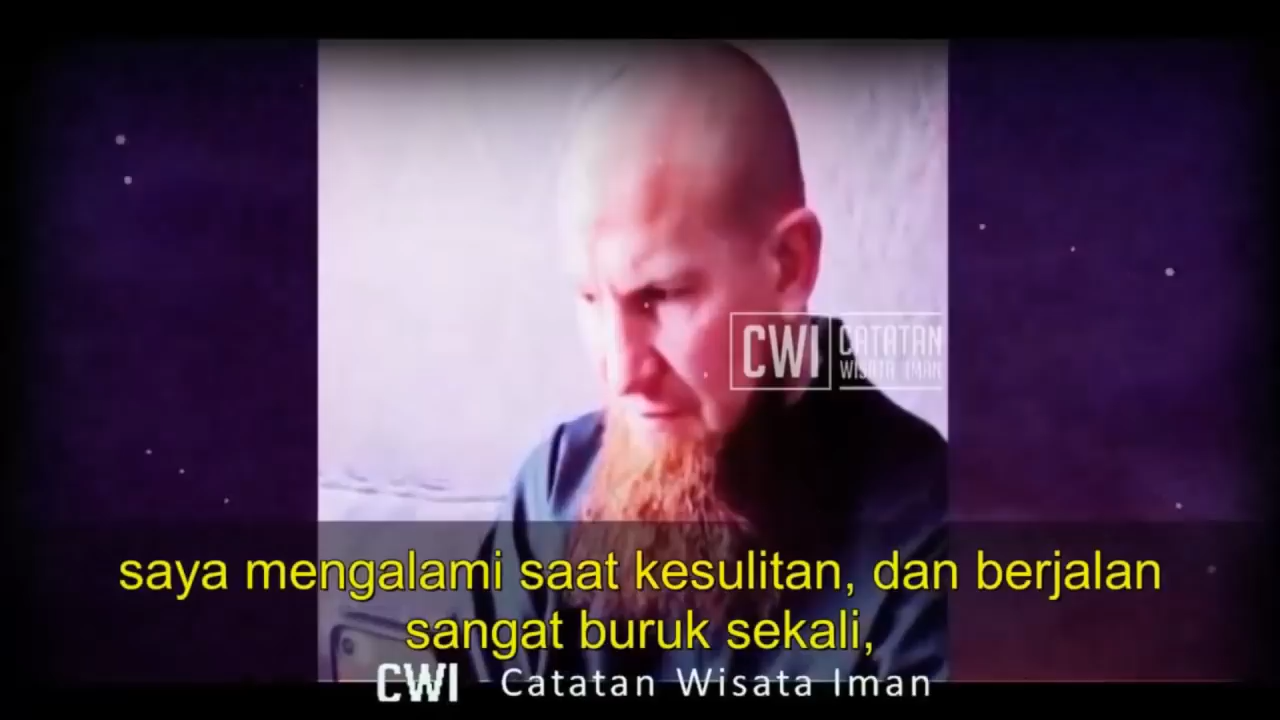 CWI CATATAN
WISATA IMAN
saya mengalami saat kesulitan, dan berjalan
sangat buruk sekali,
CWI Catatan Wisata Iman